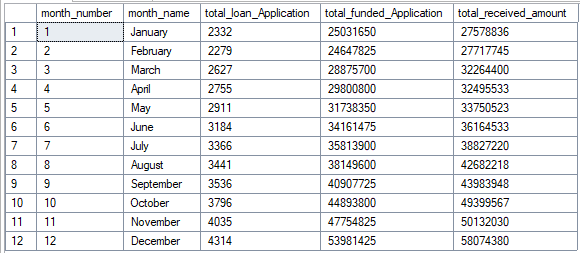 month_number month_name total_loan_Application total_funded_Application total_received_amount
1 1 January 2332 25031650 27578836
2 2 February 2279 24647825 27717745
3 3 March 2627 28875700 32264400
4 4 April 2755 29800800 32495533
5 5 May 2911 31738350 33750523
6 6 June 3184 34161475 36164533
7 7 July 3366 35813900 38827220
8 8 August 3441 38149600 42682218
9 9 September 3536 40907725 43983948
10 10 October 3796 44893800 49399567
11 11 November 4035 47754825 50132030
12 12 December 4314 53981425 58074380